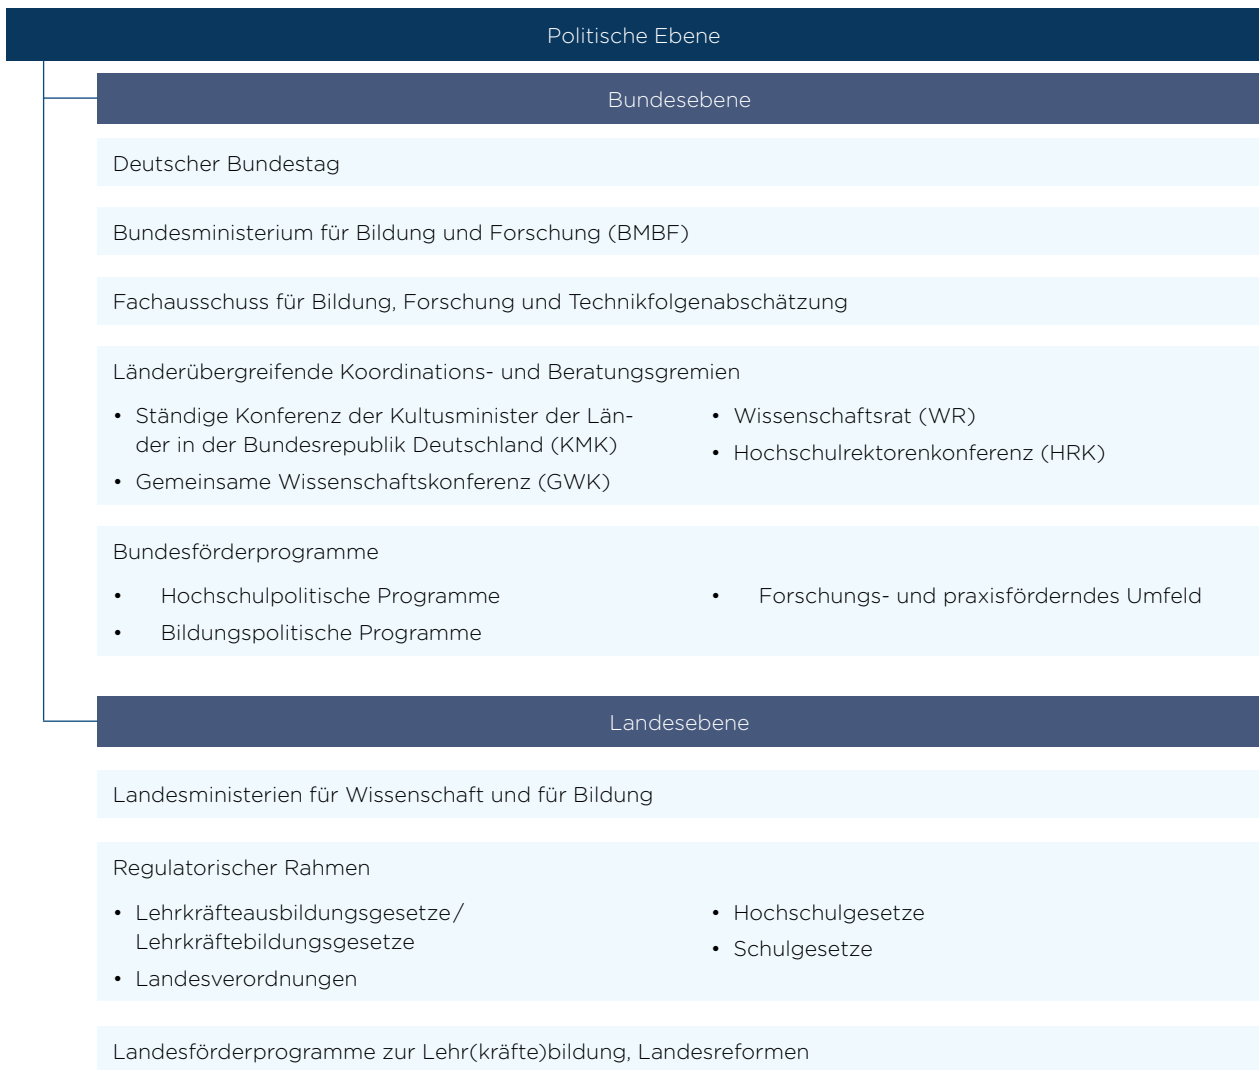 Politische Ebene
Bundesebene
Deutscher Bundestag
Bundesministerium für Bildung und Forschung (BMBF)
Fachausschuss für Bildung, Forschung und Technikfolgenabschätzung
Länderübergreifende Koordinations- und Beratungsgremien
• Ständige Konferenz der Kultusminister der Län-
der in der Bundesrepublik Deutschland (KMK)
• Gemeinsame Wissenschaftskonferenz (GWK)
• Wissenschaftsrat (WR)
• Hochschulrektorenkonferenz (HRK)
Bundesförderprogramme
• Hochschulpolitische Programme
• Bildungspolitische Programme
• Forschungs- und praxisförderndes Umfeld
Landesebene
Landesministerien für Wissenschaft und für Bildung
Regulatorischer Rahmen
• Lehrkräfteausbildungsgesetze/
Lehrkräftebildungsgesetze
• Landesverordnungen
• Hochschulgesetze
• Schulgesetze
Landesförderprogramme zur Lehr(kräfte)bildung, Landesreformen